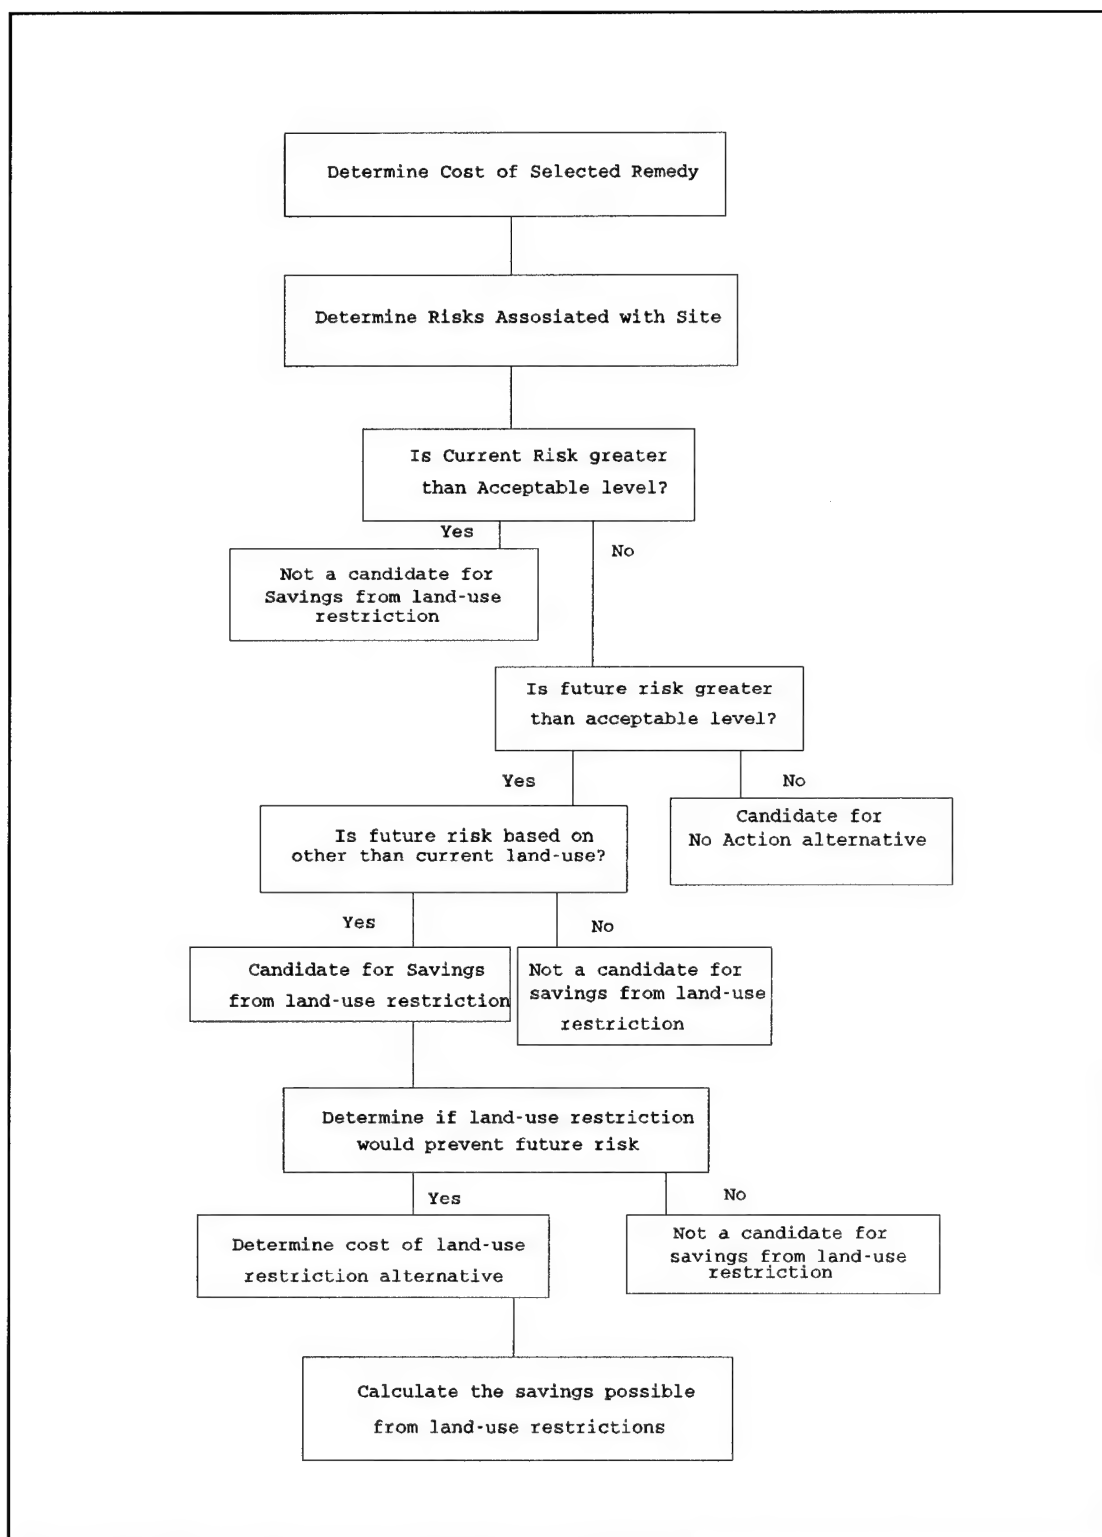 Determine Cost of Selected Remedy
Determine Risks Assosiated with Site
Is Current Risk greater
than Acceptable level?
Yes
No
Not a candidate for
Savings from land-use
restriction
Is future risk greater
than acceptable level?
Yes
No
Is future risk based on
other than current land-use?
Candidate for
No Action alternative
Yes
No
Candidate for Savings
from land-use restriction
Not a candidate for
savings from land-use
restriction
Determine if land-use restriction
would prevent future risk
Yes
No
Determine cost of land-use
restriction alternative
Not a candidate for
savings from land-use
restriction
Calculate the savings possible
from land-use restrictions